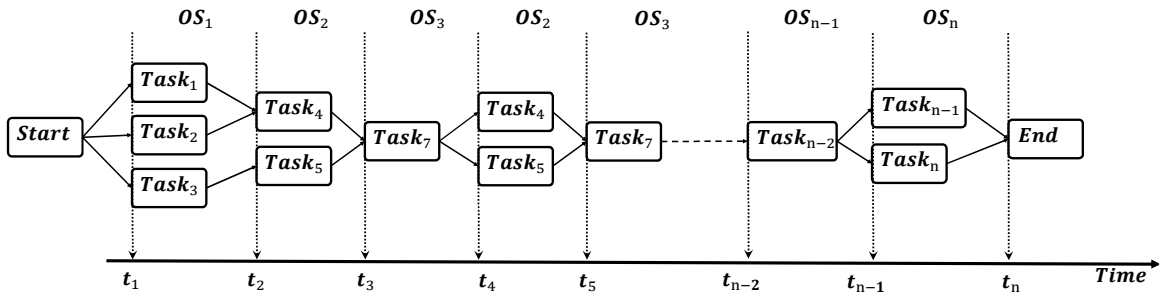 OS₁ OS₂ OS₃ OS₂ OS₃ OSₙ₋₁ OSₙ
Task₁
Task₄ Task₄ Taskₙ₋₁
Start Task₂ Task₇ Task₇ Taskₙ₋₂ End
Task₅ Task₅ Taskₙ
Task₃
t₁ t₂ t₃ t₄ t₅ tₙ₋₂ tₙ₋₁ tₙ Time